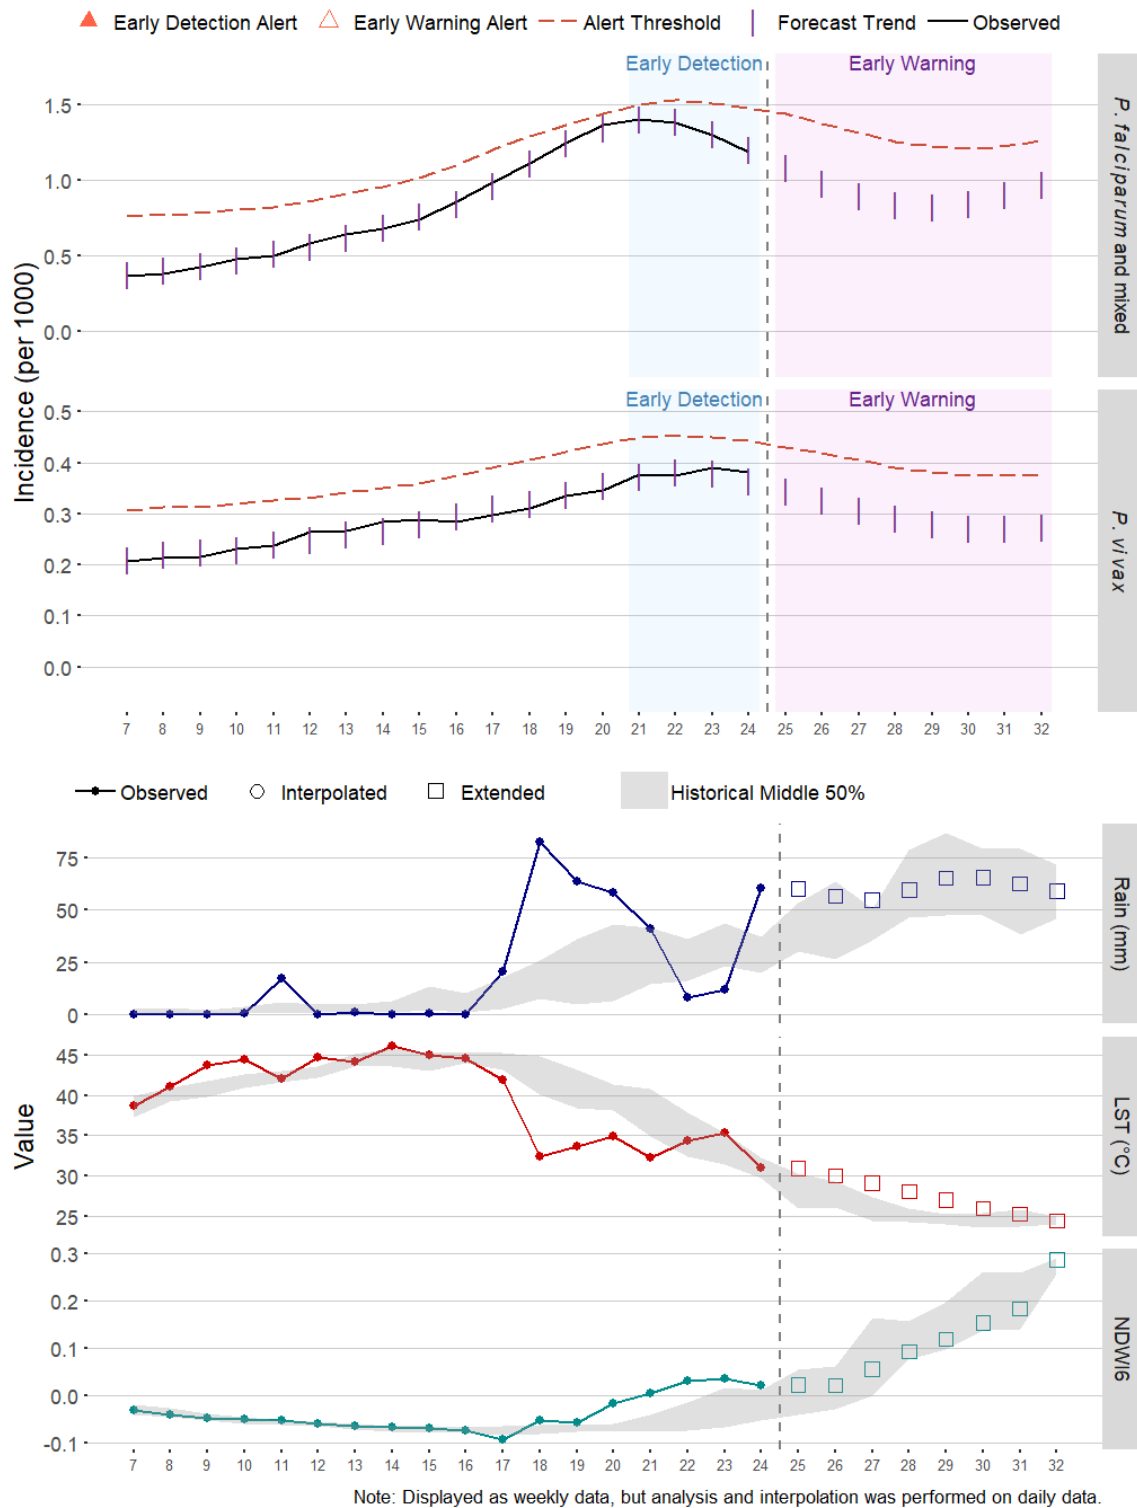 Early Detection Alert Early Warning Alert Alert Threshold Forecast Trend Observed
Early Detection Early Warning
1.5
1.0
0.5
0.0
P. falciparum and mixed
Incidence (per 1000)
Early Detection Early Warning
0.5
0.4
0.3
0.2
0.1
0.0
P. vivax
7 8 9 10 11 12 13 14 15 16 17 18 19 20 21 22 23 24 25 26 27 28 29 30 31 32
Observed Interpolated Extended Historical Middle 50%
75
50
25
0
Rain (mm)
45
40
35
30
25
LST (°C)
Value
0.3
0.2
0.1
0.0
-0.1
NDWI6
7 8 9 10 11 12 13 14 15 16 17 18 19 20 21 22 23 24 25 26 27 28 29 30 31 32
Note: Displayed as weekly data, but analysis and interpolation was performed on daily data.